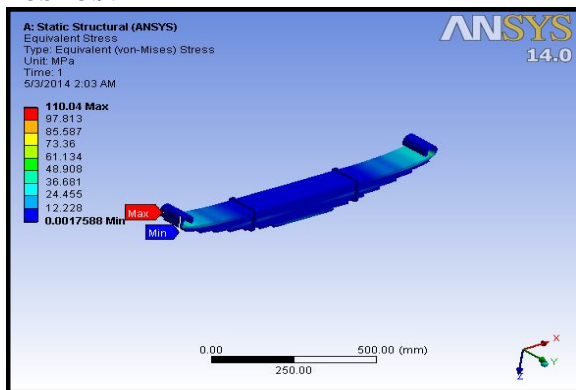 A: Static Structural (ANSYS)
Equivalent Stress
Type: Equivalent (von-Mises) Stress
Unit: MPa
Time: 1
5/3/2014 2:03 AM
ANSYS
14.0
110.04 Max
97.813
85.587
73.36
61.134
48.908
36.681
24.455
12.228
0.0017588 Min
Max
Min
0.00 500.00 (mm)
250.00
X
Y
Z